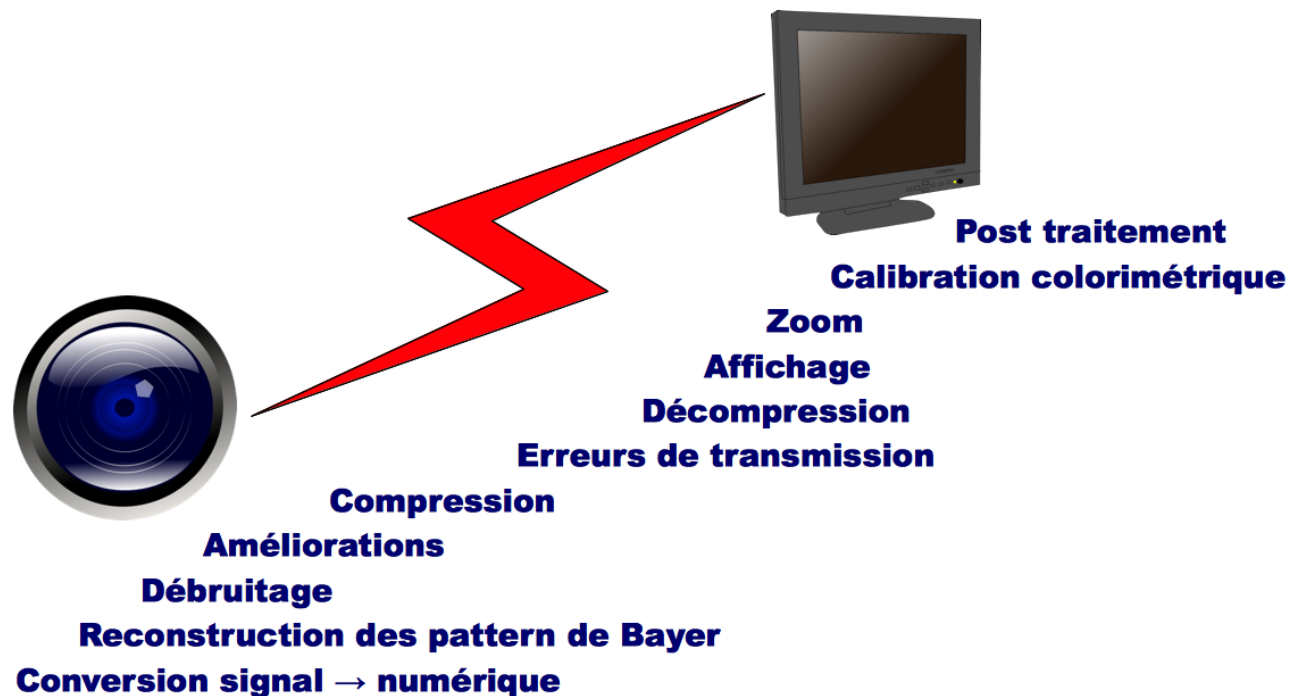 Post traitement
Calibration colorimétrique
Zoom
Affichage
Décompression
Erreurs de transmission
Compression
Améliorations
Débruitage
Reconstruction des pattern de Bayer
Conversion signal → numérique